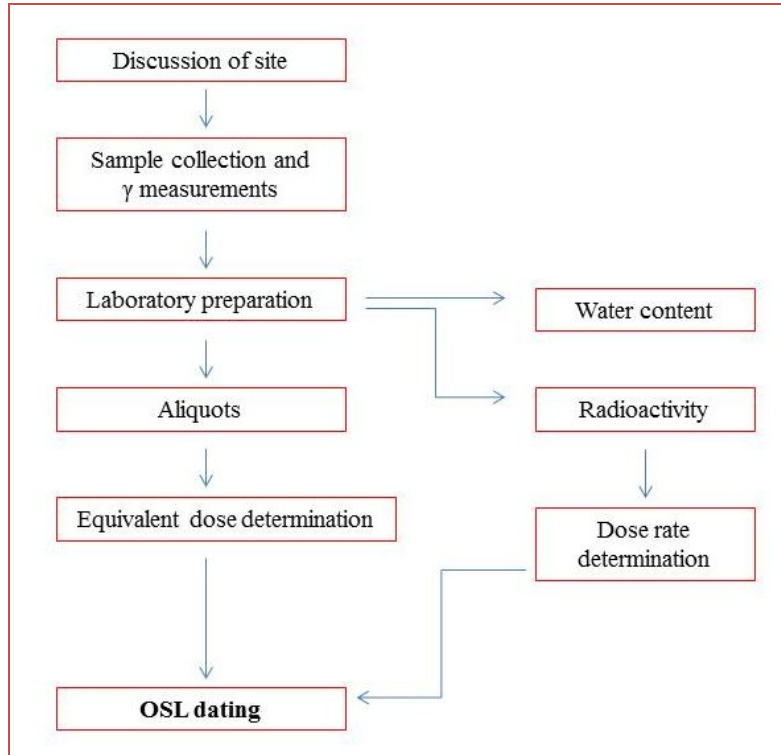 Discussion of site
Sample collection and
γ measurements
Laboratory preparation
Water content
Aliquots
Radioactivity
Equivalent dose determination
Dose rate
determination
OSL dating